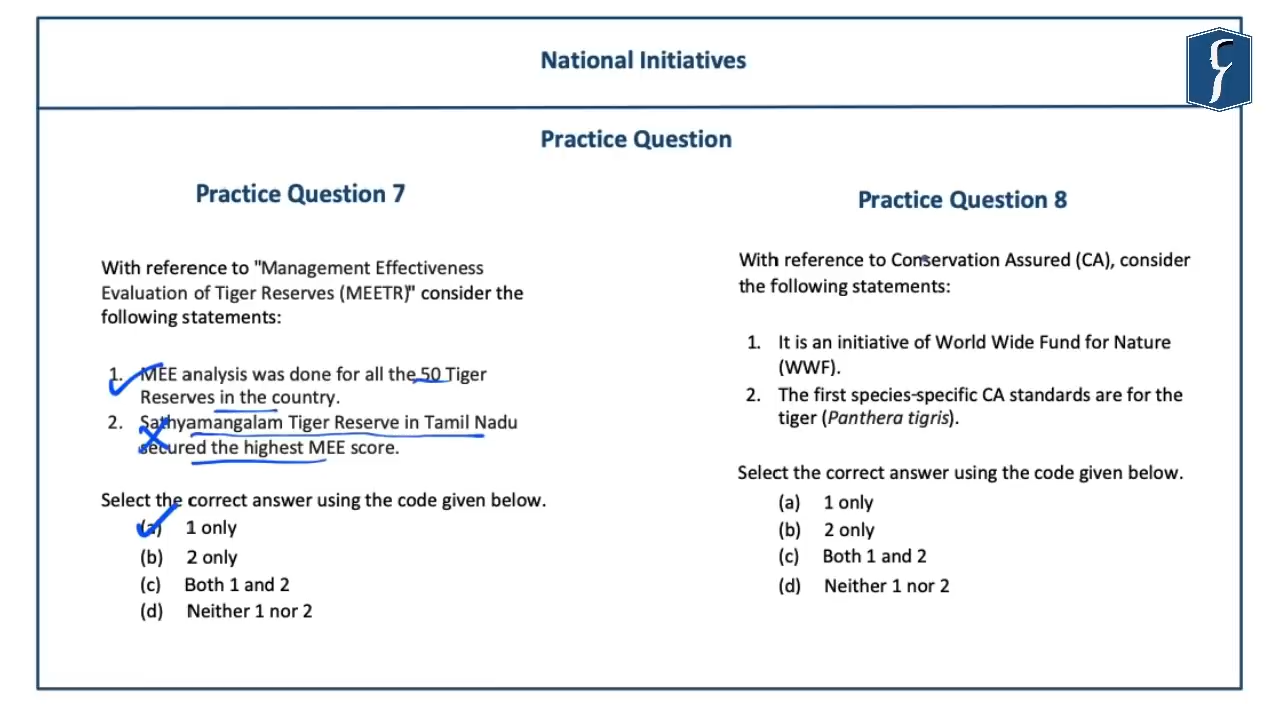 National Initiatives
Practice Question
Practice Question 7
With reference to "Management Effectiveness
Evaluation of Tiger Reserves (MEETR)" consider the
following statements:
1. MEE analysis was done for all the 50 Tiger
Reserves in the country.
2. Sathyamangalam Tiger Reserve in Tamil Nadu
secured the highest MEE score.
Select the correct answer using the code given below.
(a) 1 only
(b) 2 only
(c) Both 1 and 2
(d) Neither 1 nor 2
Practice Question 8
With reference to Conservation Assured (CA), consider
the following statements:
1. It is an initiative of World Wide Fund for Nature
(WWF).
2. The first species-specific CA standards are for the
tiger (Panthera tigris).
Select the correct answer using the code given below.
(a) 1 only
(b) 2 only
(c) Both 1 and 2
(d) Neither 1 nor 2